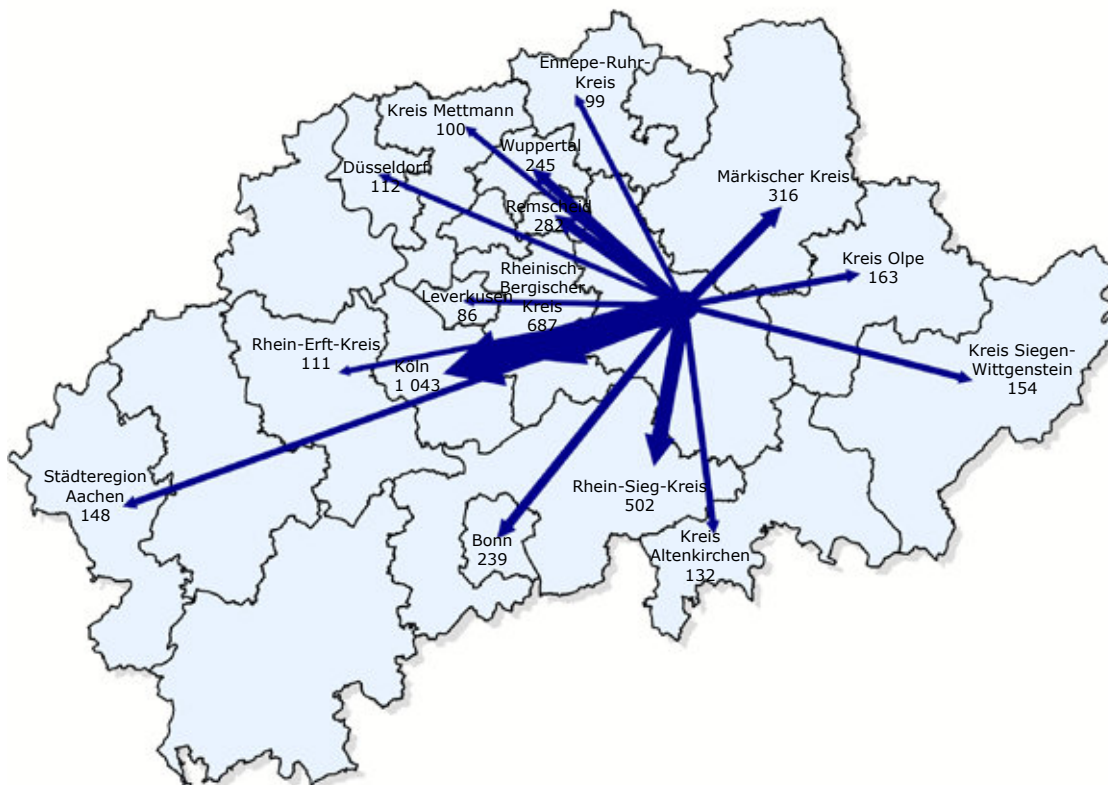 Ennepe-Ruhr-
Kreis
99
Kreis Mettmann
100
Wuppertal
245
Düsseldorf
112
Märkischer Kreis
316
Remscheid
282
Kreis Olpe
163
Rheinisch-
Bergischer
Kreis
687
Leverkusen
86
Rhein-Erft-Kreis
111
Köln
1 043
Kreis Siegen-
Wittgenstein
154
Städteregion
Aachen
148
Rhein-Sieg-Kreis
502
Bonn
239
Kreis
Altenkirchen
132